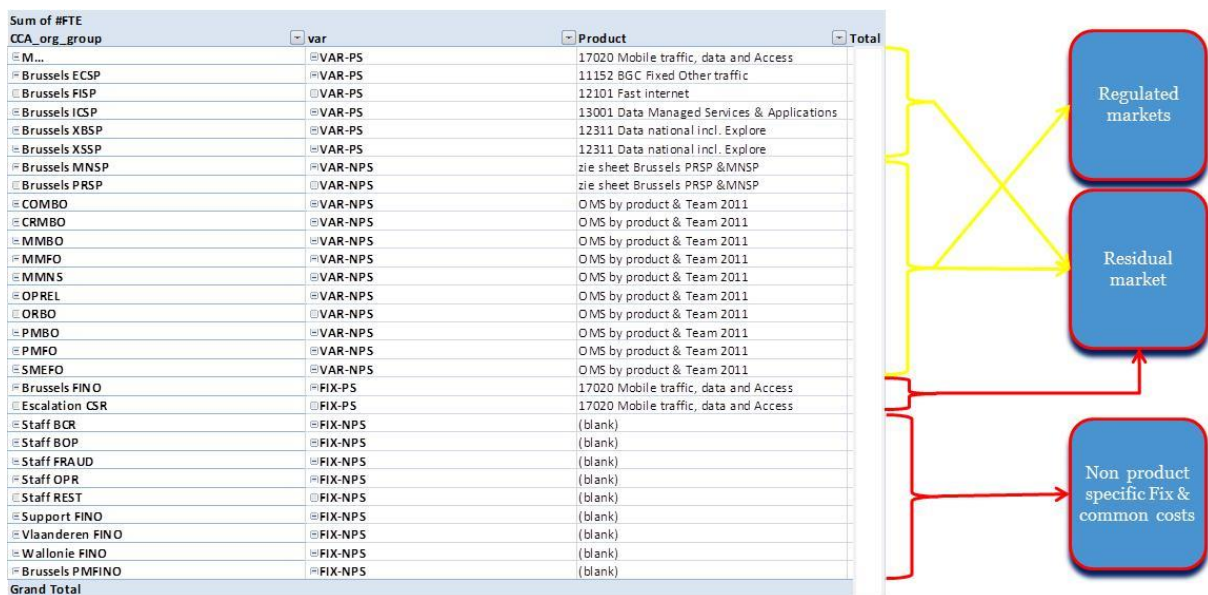 Sum of #FTE
CCA_org_group var Product Total
M... VAR-PS 17020 Mobile traffic, data and Access
Brussels ECSP VAR-PS 11152 BGC Fixed Other traffic
Brussels FISP VAR-PS 12101 Fast internet
Brussels ICSP VAR-PS 13001 Data Managed Services & Applications
Brussels XBSP VAR-PS 12311 Data national incl. Explore
Brussels XSSP VAR-PS 12311 Data national incl. Explore
Brussels MNSP VAR-NPS zie sheet Brussels PRSP &MNSP
Brussels PRSP VAR-NPS zie sheet Brussels PRSP &MNSP
COMBO VAR-NPS OMS by product & Team 2011
CRMBO VAR-NPS OMS by product & Team 2011
MMBO VAR-NPS OMS by product & Team 2011
MMFO VAR-NPS OMS by product & Team 2011
MMNS VAR-NPS OMS by product & Team 2011
OPREL VAR-NPS OMS by product & Team 2011
ORBO VAR-NPS OMS by product & Team 2011
PMBO VAR-NPS OMS by product & Team 2011
PMFO VAR-NPS OMS by product & Team 2011
SMEFO VAR-NPS OMS by product & Team 2011
Brussels FINO FIX-PS 17020 Mobile traffic, data and Access
Escalation CSR FIX-PS 17020 Mobile traffic, data and Access
Staff BCR FIX-NPS (blank)
Staff BOP FIX-NPS (blank)
Staff FRAUD FIX-NPS (blank)
Staff OPR FIX-NPS (blank)
Staff REST FIX-NPS (blank)
Support FINO FIX-NPS (blank)
Vlaanderen FINO FIX-NPS (blank)
Wallonie FINO FIX-NPS (blank)
Brussels PMFINO FIX-NPS (blank)
Grand Total
Regulated
markets
Residual
market
Non product
specific Fix &
common costs